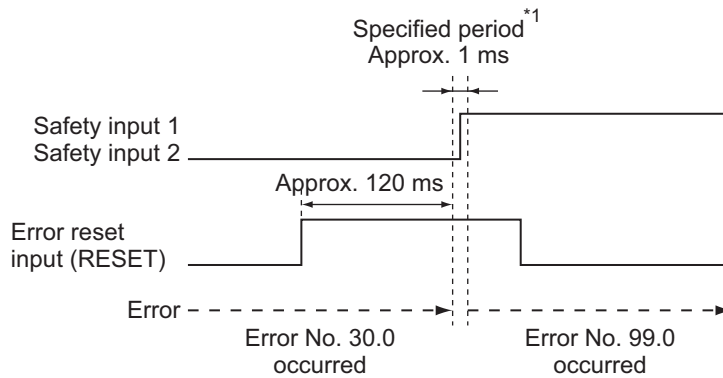 Specified period*1
Approx. 1 ms
Safety input 1
Safety input 2
Approx. 120 ms
Error reset
input (RESET)
Error
Error No. 30.0
occurred
Error No. 99.0
occurred